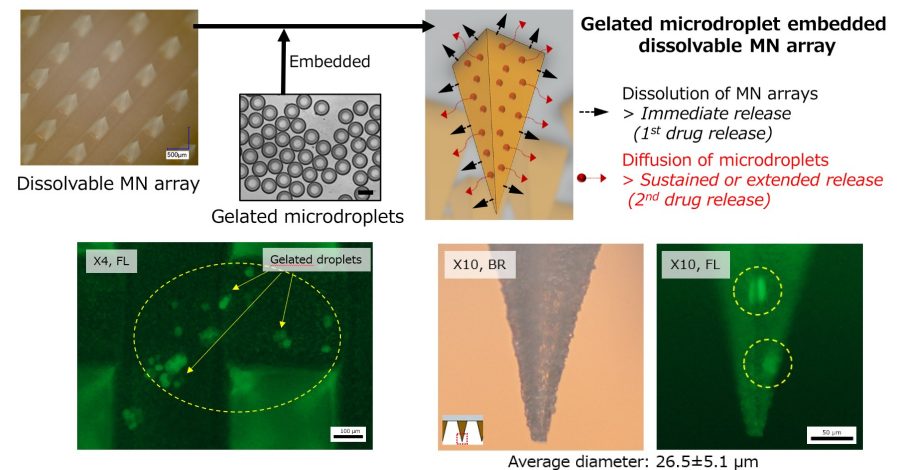 Gelated microdroplet embedded
dissolvable MN array
Embedded
500μm
Dissolvable MN array
Gelated microdroplets
Dissolution of MN arrays
> Immediate release
(1st drug release)
Diffusion of microdroplets
> Sustained or extended release
(2nd drug release)
X4, FL
Gelated droplets
100 μm
X10, BR
X10, FL
50 μm
Average diameter: 26.5±5.1 μm